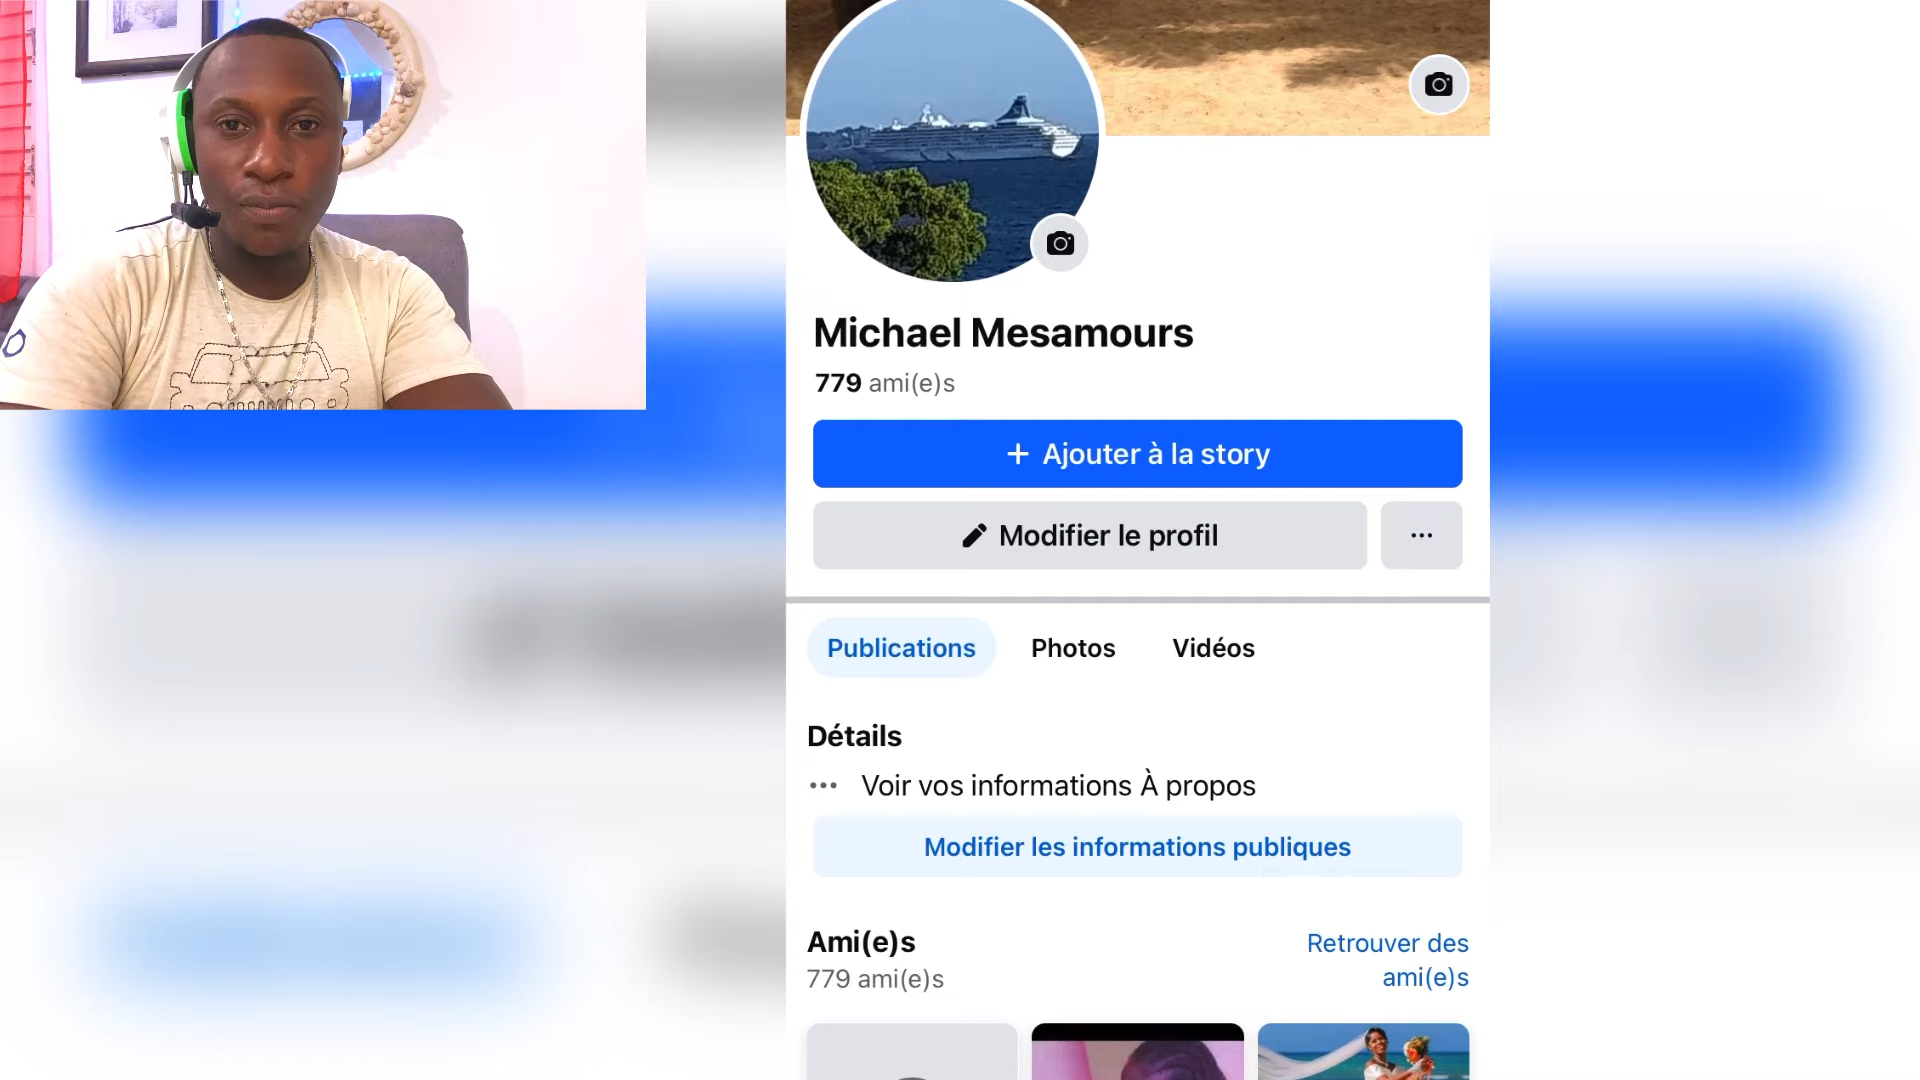 Michael Mesamours
779 ami(e)s
+ Ajouter à la story
Modifier le profil
Publications
Photos
Vidéos
Détails
Voir vos informations À propos
Modifier les informations publiques
Ami(e)s
779 ami(e)s
Retrouver des
ami(e)s